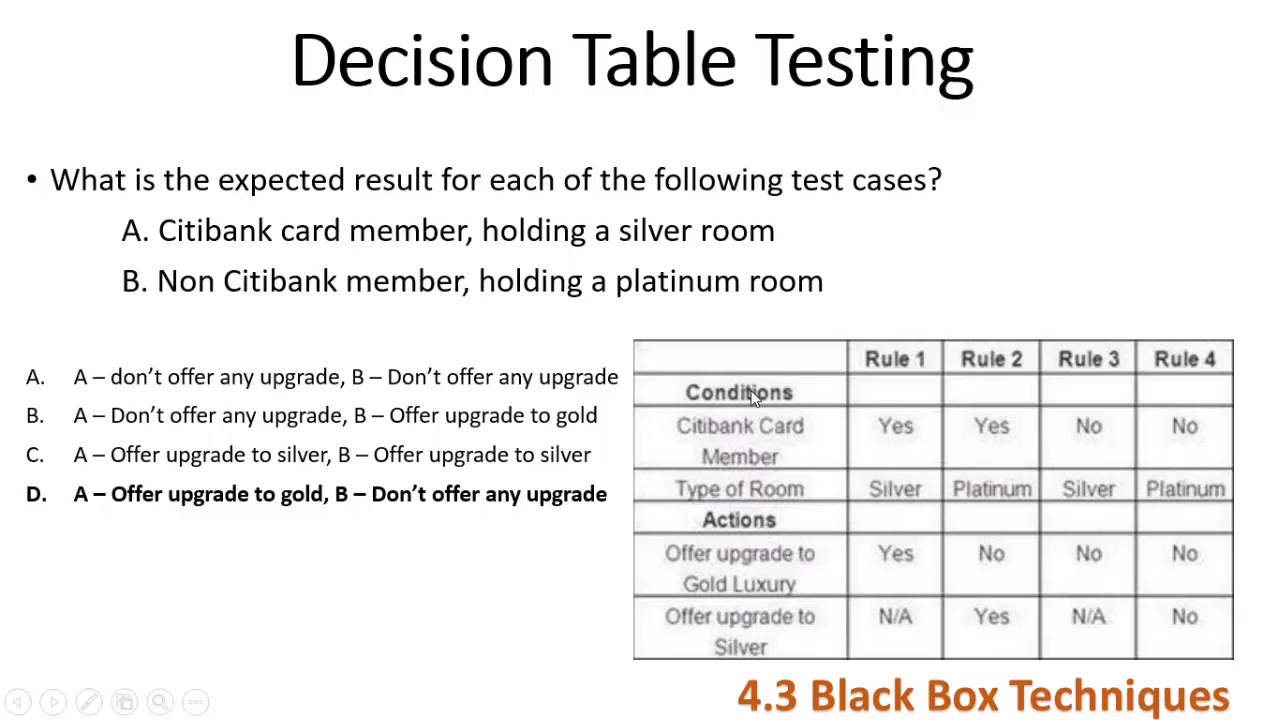 Decision Table Testing
• What is the expected result for each of the following test cases?
A. Citibank card member, holding a silver room
B. Non Citibank member, holding a platinum room
A. A – don’t offer any upgrade, B – Don’t offer any upgrade
B. A – Don’t offer any upgrade, B – Offer upgrade to gold
C. A – Offer upgrade to silver, B – Offer upgrade to silver
D. A – Offer upgrade to gold, B – Don’t offer any upgrade
Rule 1 Rule 2 Rule 3 Rule 4
Conditions
Citibank Card Member Yes Yes No No
Type of Room Silver Platinum Silver Platinum
Actions
Offer upgrade to Gold Luxury Yes No No No
Offer upgrade to Silver N/A Yes N/A No
4.3 Black Box Techniques